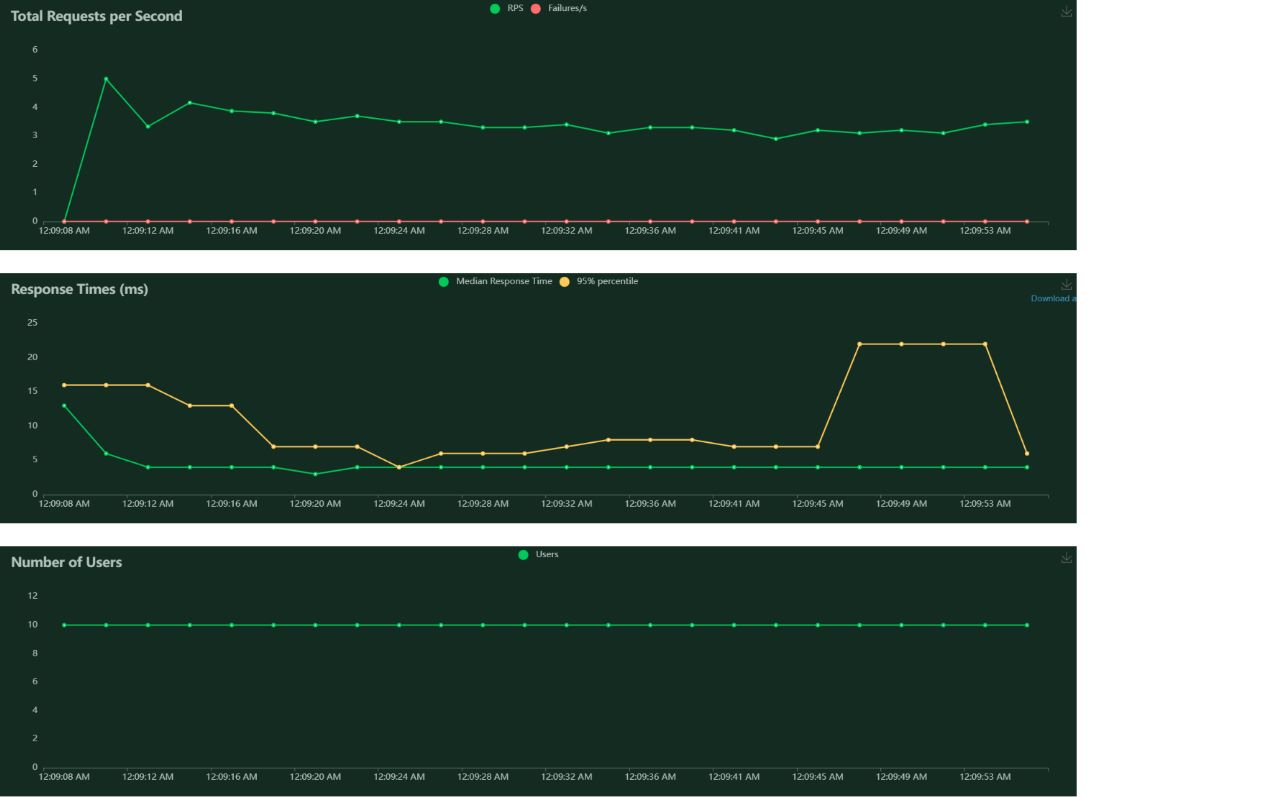 Total Requests per Second
RPS Failures/s
6
5
4
3
2
1
0
12:09:08 AM 12:09:12 AM 12:09:16 AM 12:09:20 AM 12:09:24 AM 12:09:28 AM 12:09:32 AM 12:09:36 AM 12:09:41 AM 12:09:45 AM 12:09:49 AM 12:09:53 AM
Response Times (ms)
Median Response Time 95% percentile
Download a
25
20
15
10
5
0
12:09:08 AM 12:09:12 AM 12:09:16 AM 12:09:20 AM 12:09:24 AM 12:09:28 AM 12:09:32 AM 12:09:36 AM 12:09:41 AM 12:09:45 AM 12:09:49 AM 12:09:53 AM
Number of Users
Users
12
10
8
6
4
2
0
12:09:08 AM 12:09:12 AM 12:09:16 AM 12:09:20 AM 12:09:24 AM 12:09:28 AM 12:09:32 AM 12:09:36 AM 12:09:41 AM 12:09:45 AM 12:09:49 AM 12:09:53 AM